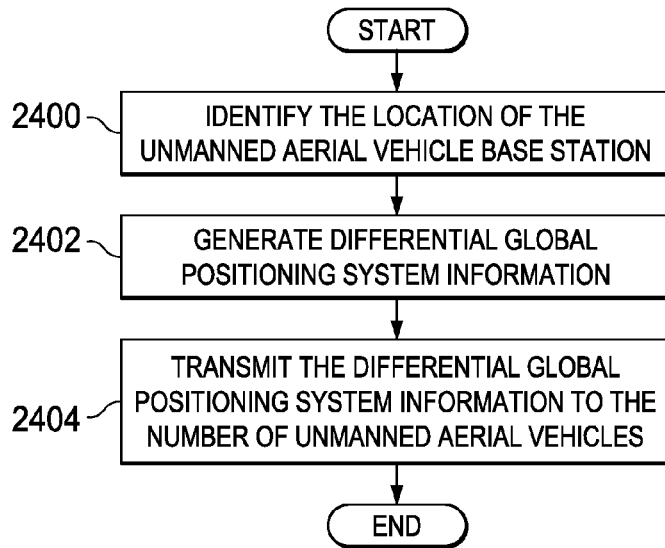 START
2400
IDENTIFY THE LOCATION OF THE
UNMANNED AERIAL VEHICLE BASE STATION
2402
GENERATE DIFFERENTIAL GLOBAL
POSITIONING SYSTEM INFORMATION
2404
TRANSMIT THE DIFFERENTIAL GLOBAL
POSITIONING SYSTEM INFORMATION TO THE
NUMBER OF UNMANNED AERIAL VEHICLES
END